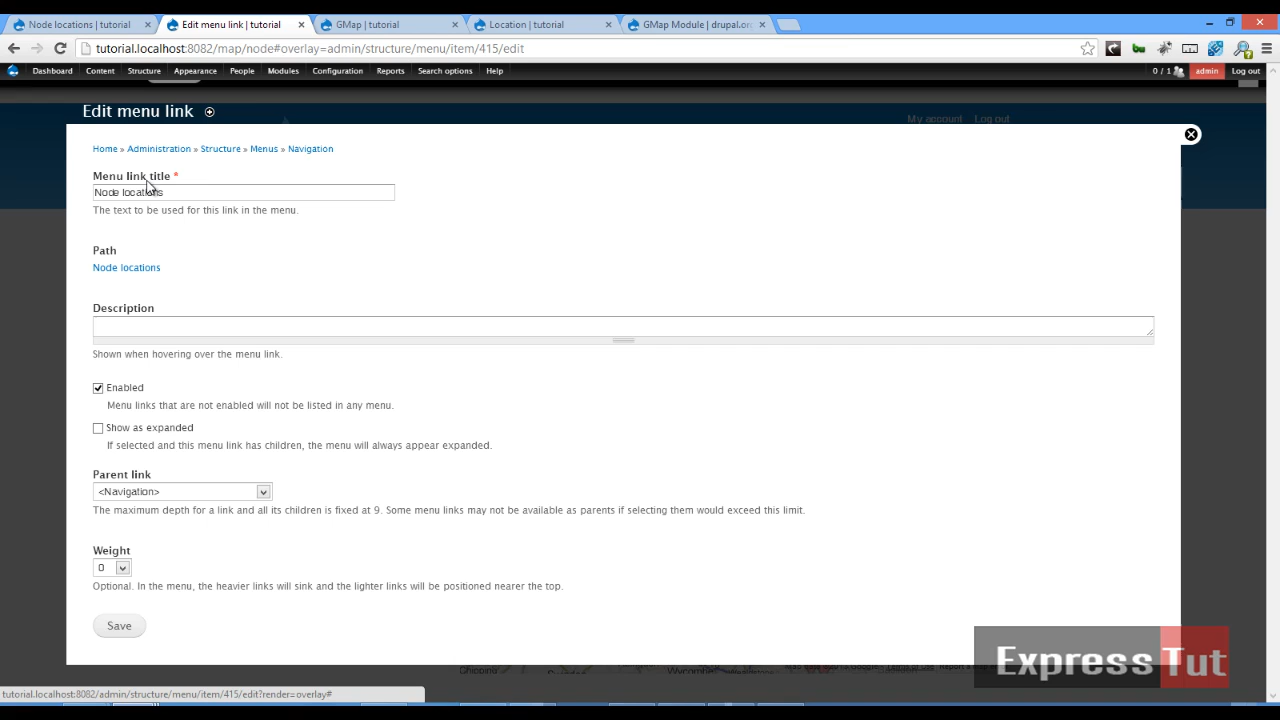 Node locations | tutorial
Edit menu link | tutorial
GMap | tutorial
Location | tutorial
GMap Module | drupal.or
tutorial.localhost:8082/map/node#overlay=admin/structure/menu/item/415/edit
Dashboard Content Structure Appearance People Modules Configuration Reports Search options Help
0 / 1 admin Log out
My account Log out
Edit menu link
Home » Administration » Structure » Menus » Navigation
Menu link title *
Node locations
The text to be used for this link in the menu.
Path
Node locations
Description
Shown when hovering over the menu link.
Enabled
Menu links that are not enabled will not be listed in any menu.
Show as expanded
If selected and this menu link has children, the menu will always appear expanded.
Parent link
<Navigation>
The maximum depth for a link and all its children is fixed at 9. Some menu links may not be available as parents if selecting them would exceed this limit.
Weight
0
Optional. In the menu, the heavier links will sink and the lighter links will be positioned nearer the top.
Save
Express Tut
tutorial.localhost:8082/admin/structure/menu/item/415/edit?render=overlay#